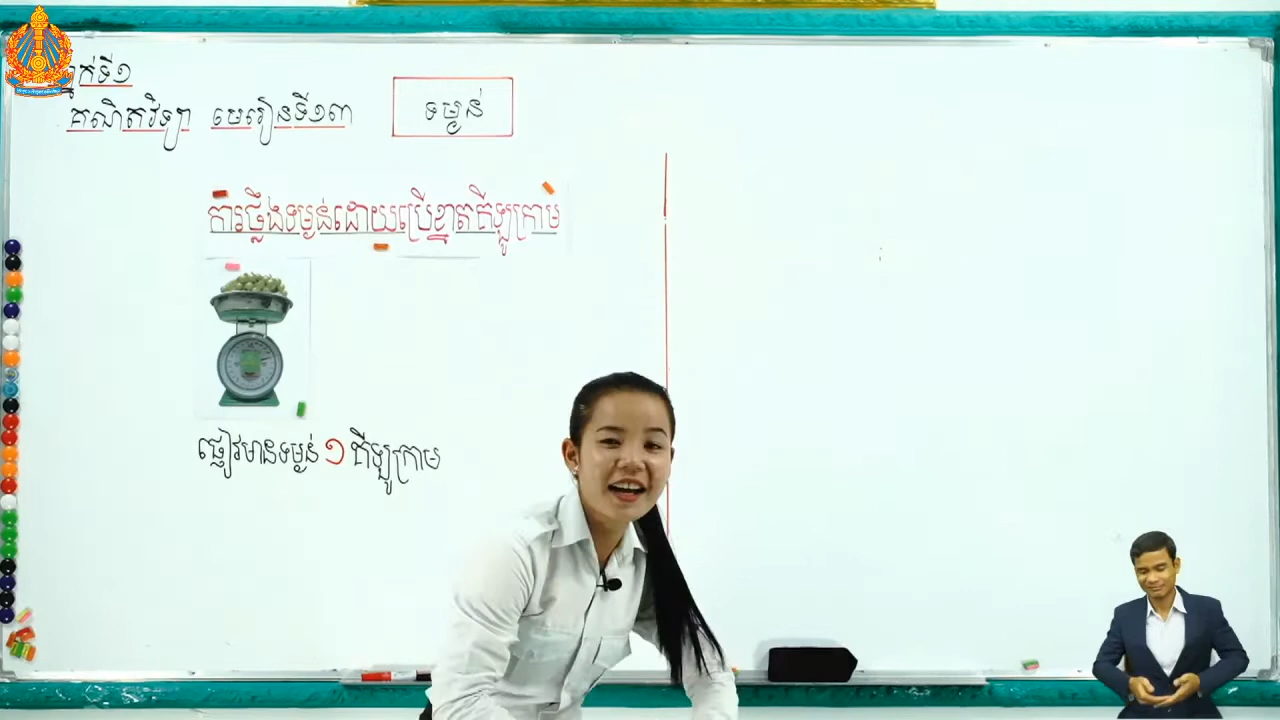 ថ្នាក់ទី១
គណិតវិទ្យា មេរៀនទី១៣
ទម្ងន់
ការថ្លឹងទម្ងន់ដោយប្រើខ្នាតគីឡូក្រាម
ផ្លៀវមានទម្ងន់ ១ គីឡូក្រាម